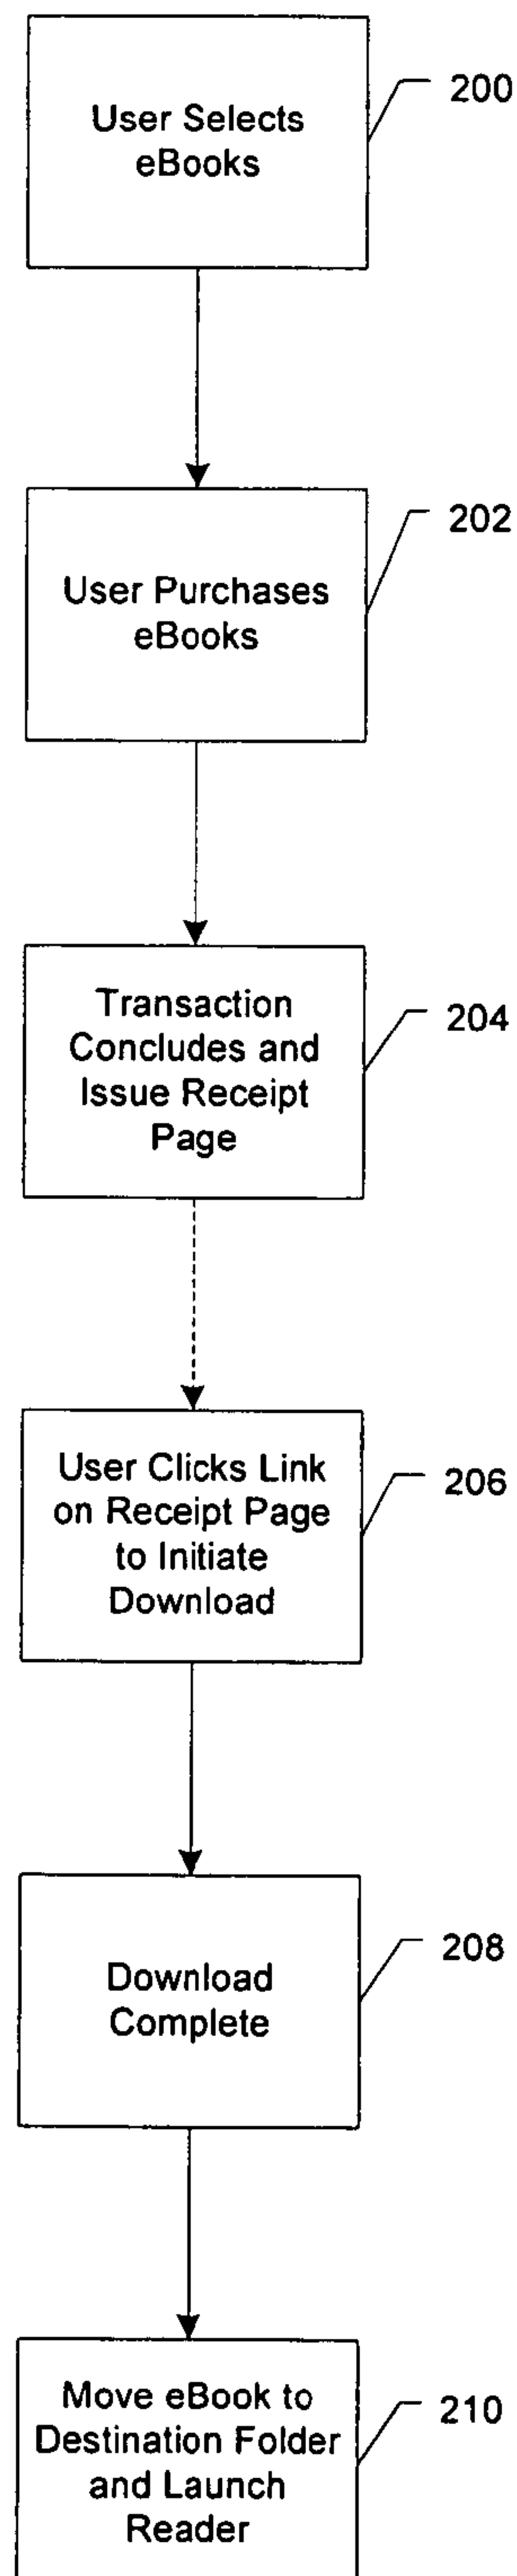 200
User Selects
eBooks
202
User Purchases
eBooks
204
Transaction
Concludes and
Issue Receipt
Page
206
User Clicks Link
on Receipt Page
to Initiate
Download
208
Download
Complete
210
Move eBook to
Destination Folder
and Launch
Reader